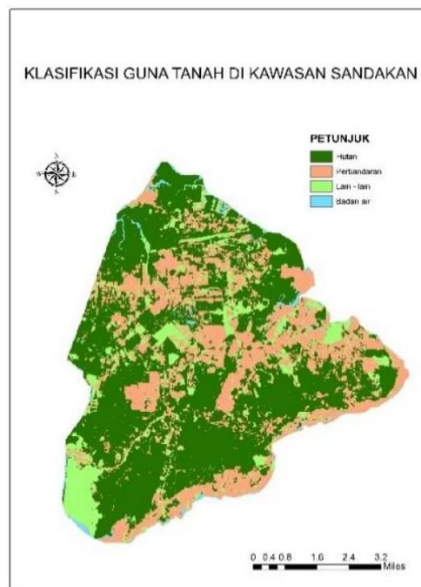 KLASIFIKASI GUNA TANAH DI KAWASAN SANDAKAN
PETUNJUK
Hutan
Perbandaran
Lain - lain
Badan air
0 0.4 0.8 1.6 2.4 3.2
Miles